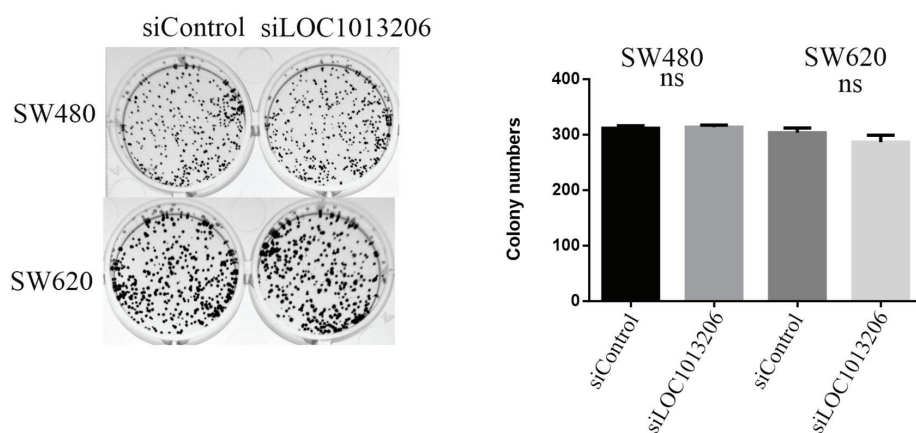 siControl siLOC1013206
SW480
SW620
SW480
ns
SW620
ns
Colony numbers
400
300
200
100
0
siControl
siLOC1013206
siControl
siLOC1013206